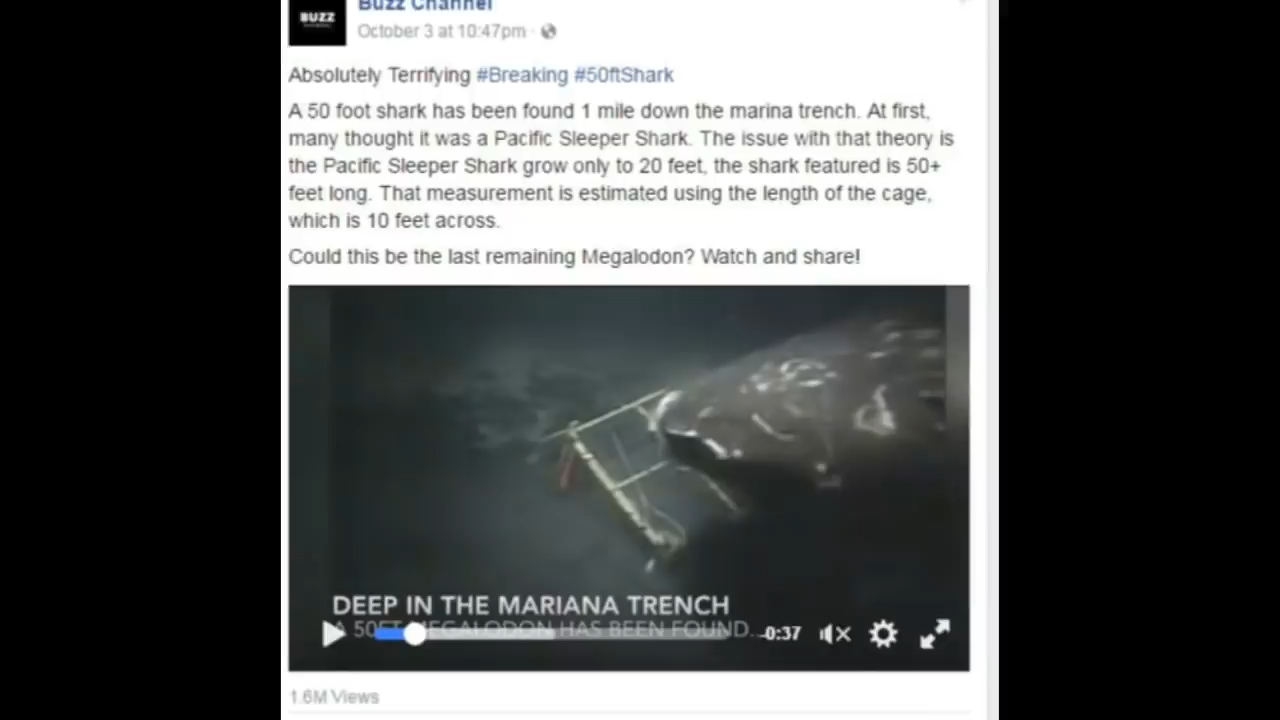 Buzz Channel
BUZZ
October 3 at 10:47pm ·
Absolutely Terrifying #Breaking #50ftShark
A 50 foot shark has been found 1 mile down the marina trench. At first,
many thought it was a Pacific Sleeper Shark. The issue with that theory is
the Pacific Sleeper Shark grow only to 20 feet, the shark featured is 50+
feet long. That measurement is estimated using the length of the cage,
which is 10 feet across.
Could this be the last remaining Megalodon? Watch and share!
DEEP IN THE MARIANA TRENCH
A 50FT MEGALODON HAS BEEN FOUND...
-0:37
1.6M Views